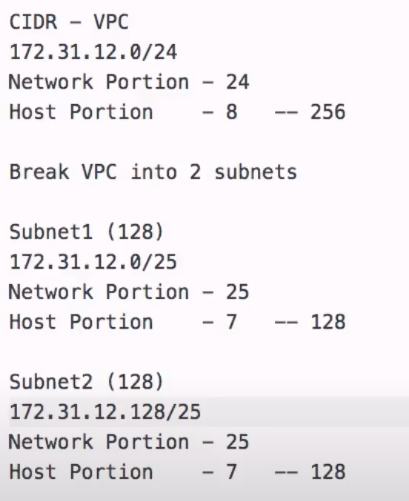 CIDR - VPC
172.31.12.0/24
Network Portion - 24
Host Portion    - 8   -- 256
Break VPC into 2 subnets
Subnet1 (128)
172.31.12.0/25
Network Portion - 25
Host Portion    - 7   -- 128
Subnet2 (128)
172.31.12.128/25
Network Portion - 25
Host Portion    - 7   -- 128